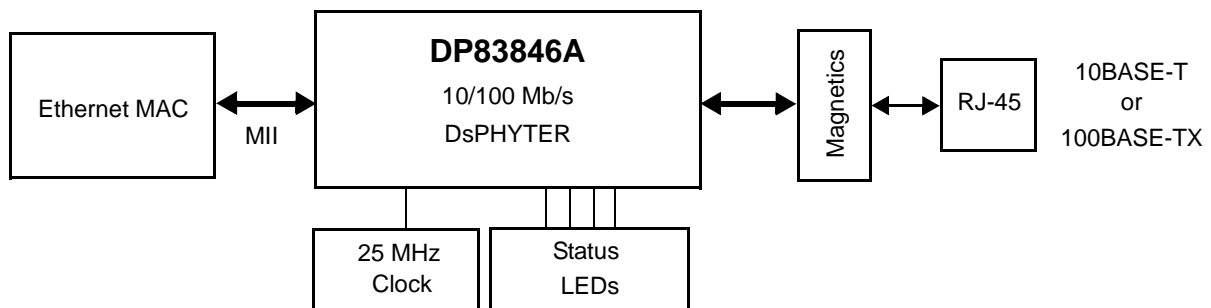 Ethernet MAC
MII
DP83846A
10/100 Mb/s
DsPHYTER
Magnetics
RJ-45
10BASE-T
or
100BASE-TX
25 MHz
Clock
Status
LEDs